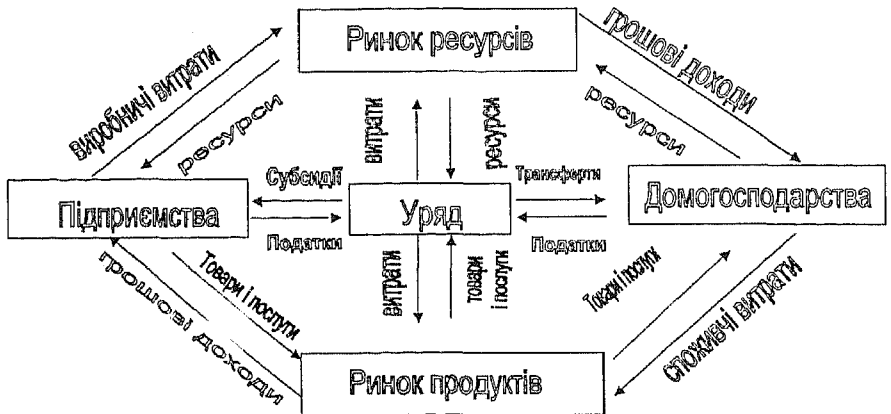 Ринок ресурсів
виробничі витрати
ресурси
грошові доходи
ресурси
витрати
ресурси
Субсидії
Трансферти
Підприємства
Уряд
Домогосподарства
Податки
Податки
Товари і послуги
грошові доходи
витрати
товари
і послуги
Товари і послуги
споживчі витрати
Ринок продуктів